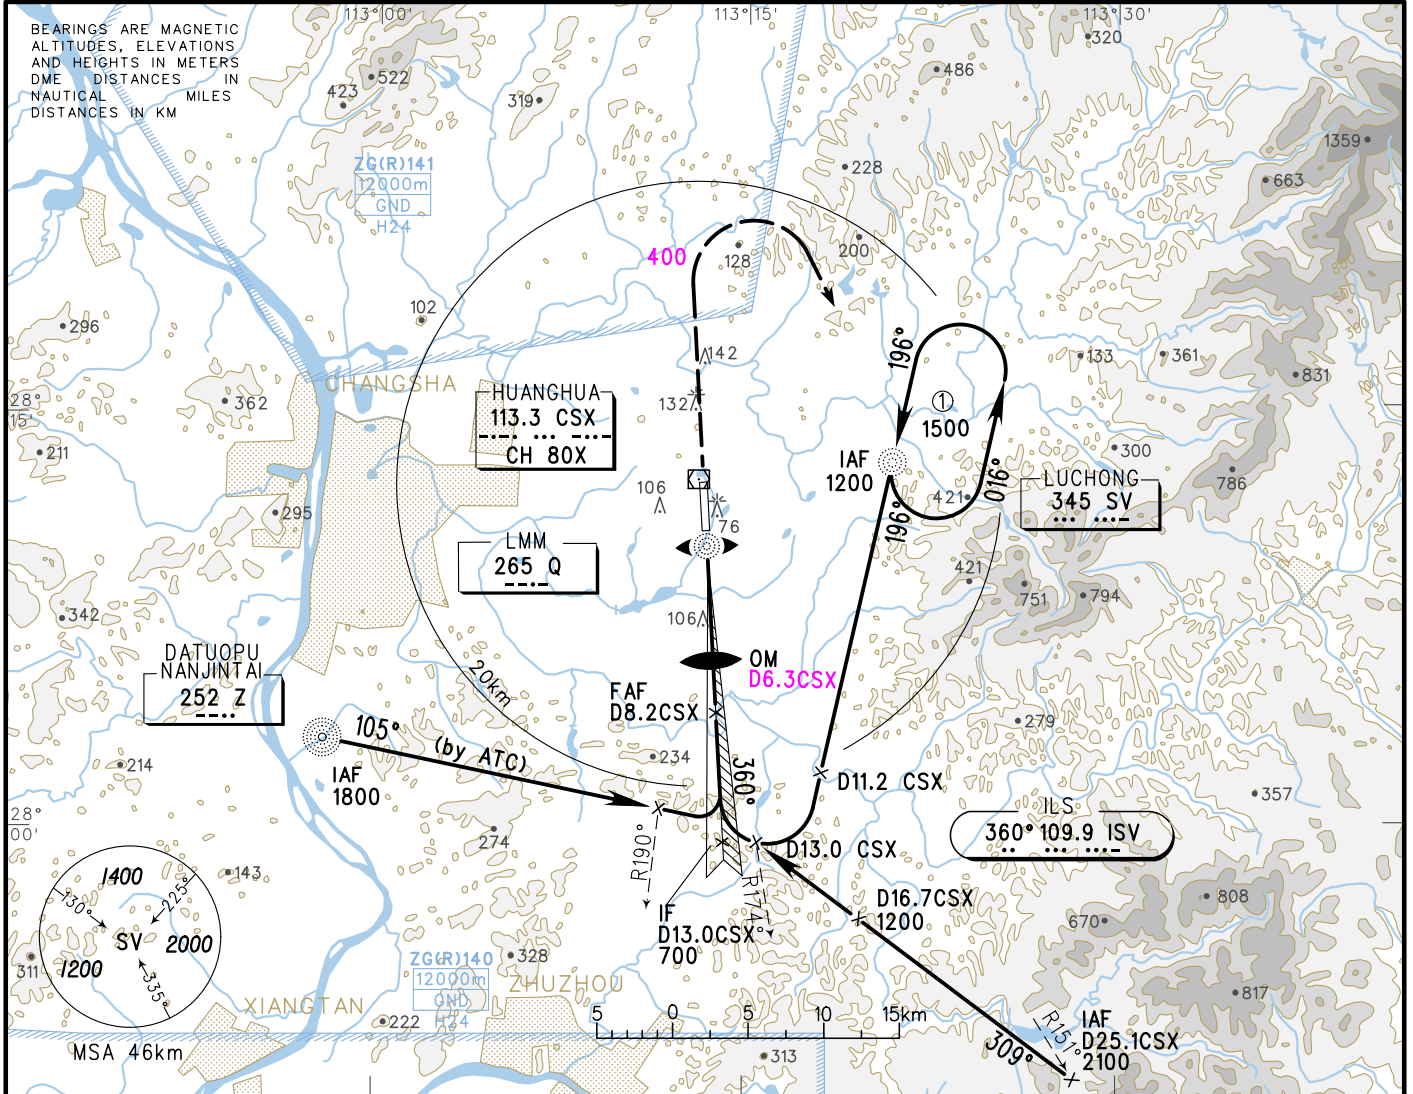 113°00'
113°15'
113°30'
BEARINGS ARE MAGNETIC
ALTITUDES, ELEVATIONS
AND HEIGHTS IN METERS
DME DISTANCES IN
NAUTICAL MILES
DISTANCES IN KM
320
522
423
319
486
1359
ZG(R)141
12000m
GND
H24
228
663
200
400
128
102
296
142
133
361
831
CHANGSHA
196°
HUANGHUA
113.3 CSX
CH 80X
132
362
28°
15'
①
1500
211
IAF
1200
300
786
106
76
421
016°
LUCHONG
345 SV
295
196°
LMM
265 Q
421
751
794
342
106
DATUOPU
NANJINTAI
252 Z
OM
D6.3CSX
20km
FAF
D8.2CSX
279
105°
(by ATC)
234
214
IAF
1800
360°
D11.2 CSX
357
28°
00'
274
ILS
360° 109.9 ISV
R190°
D13.0 CSX
143
1400
130°
225°
SV
2000
1200
335°
MSA 46km
R174°
IF
D13.0CSX
700
D16.7CSX
1200
808
670
311
328
ZG(R)140
12000m
GND
H24
ZHUZHOU
817
XIANGTAN
222
5 0 5 10 15km
313
309°
R151°
IAF
D25.1CSX
2100